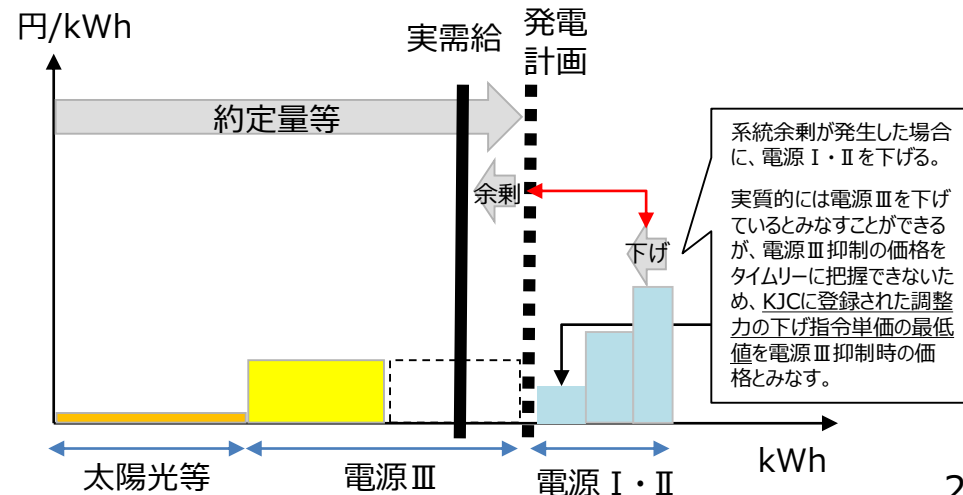 円/kWh
実需給
発電
計画
約定量等
余剰
下げ
系統余剰が発生した場合
に、電源Ⅰ・Ⅱを下げる。
実質的には電源Ⅲを下げ
ているとみなすことができる
が、電源Ⅲ抑制の価格を
タイムリーに把握できないた
め、KJCに登録された調整
力の下げ指令単価の最低
値を電源Ⅲ抑制時の価
格とみなす。
太陽光等
電源Ⅲ
電源Ⅰ・Ⅱ
kWh
2